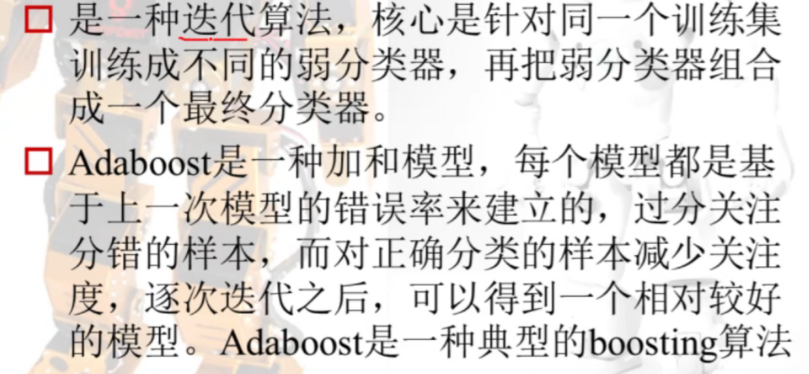 是一种迭代算法，核心是针对同一个训练集
训练成不同的弱分类器，再把弱分类器组合
成一个最终分类器。
Adaboost是一种加和模型，每个模型都是基
于上一次模型的错误率来建立的，过分关注
分错的样本，而对正确分类的样本减少关注
度，逐次迭代之后，可以得到一个相对较好
的模型。Adaboost是一种典型的boosting算法